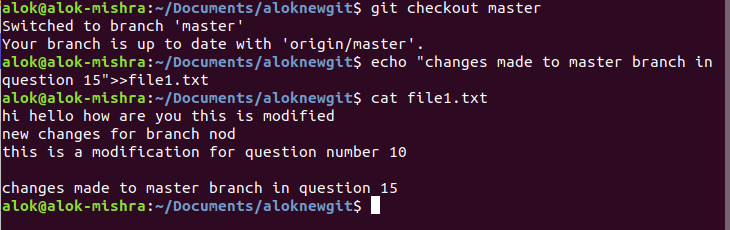 alok@alok-mishra:~/Documents/aloknewgit$ git checkout master
Switched to branch 'master'
Your branch is up to date with 'origin/master'.
alok@alok-mishra:~/Documents/aloknewgit$ echo "changes made to master branch in
question 15">>file1.txt
alok@alok-mishra:~/Documents/aloknewgit$ cat file1.txt
hi hello how are you this is modified
new changes for branch nod
this is a modification for question number 10

changes made to master branch in question 15
alok@alok-mishra:~/Documents/aloknewgit$